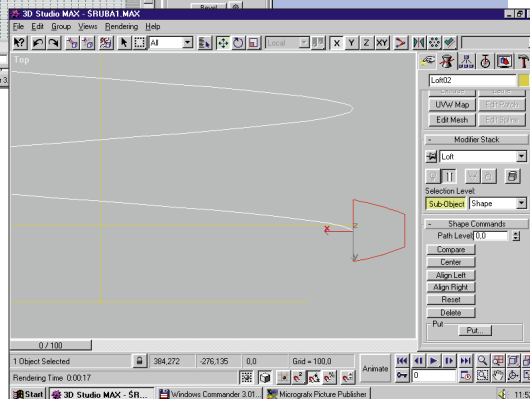 Bevel
3D Studio MAX - ŚRUBA1.MAX
File Edit Group Views Rendering Help
All
Local
X Y Z XY
Top
Loft02
UVW Map Edit Patch
Edit Mesh Edit Spline
Modifier Stack
Loft
Selection Level:
Sub-Object Shape
Shape Commands
Path Level: 0,0
Compare
Center
Align Left
Align Right
Reset
Delete
Put
Put...
x
z
y
0 / 100
1 Object Selected 384,272 -276,135 0,0 Grid = 100,0
Animate
Rendering Time 0:00:17
0
Start 3D Studio MAX - ŚR... Windows Commander 3.01... Micrografx Picture Publisher